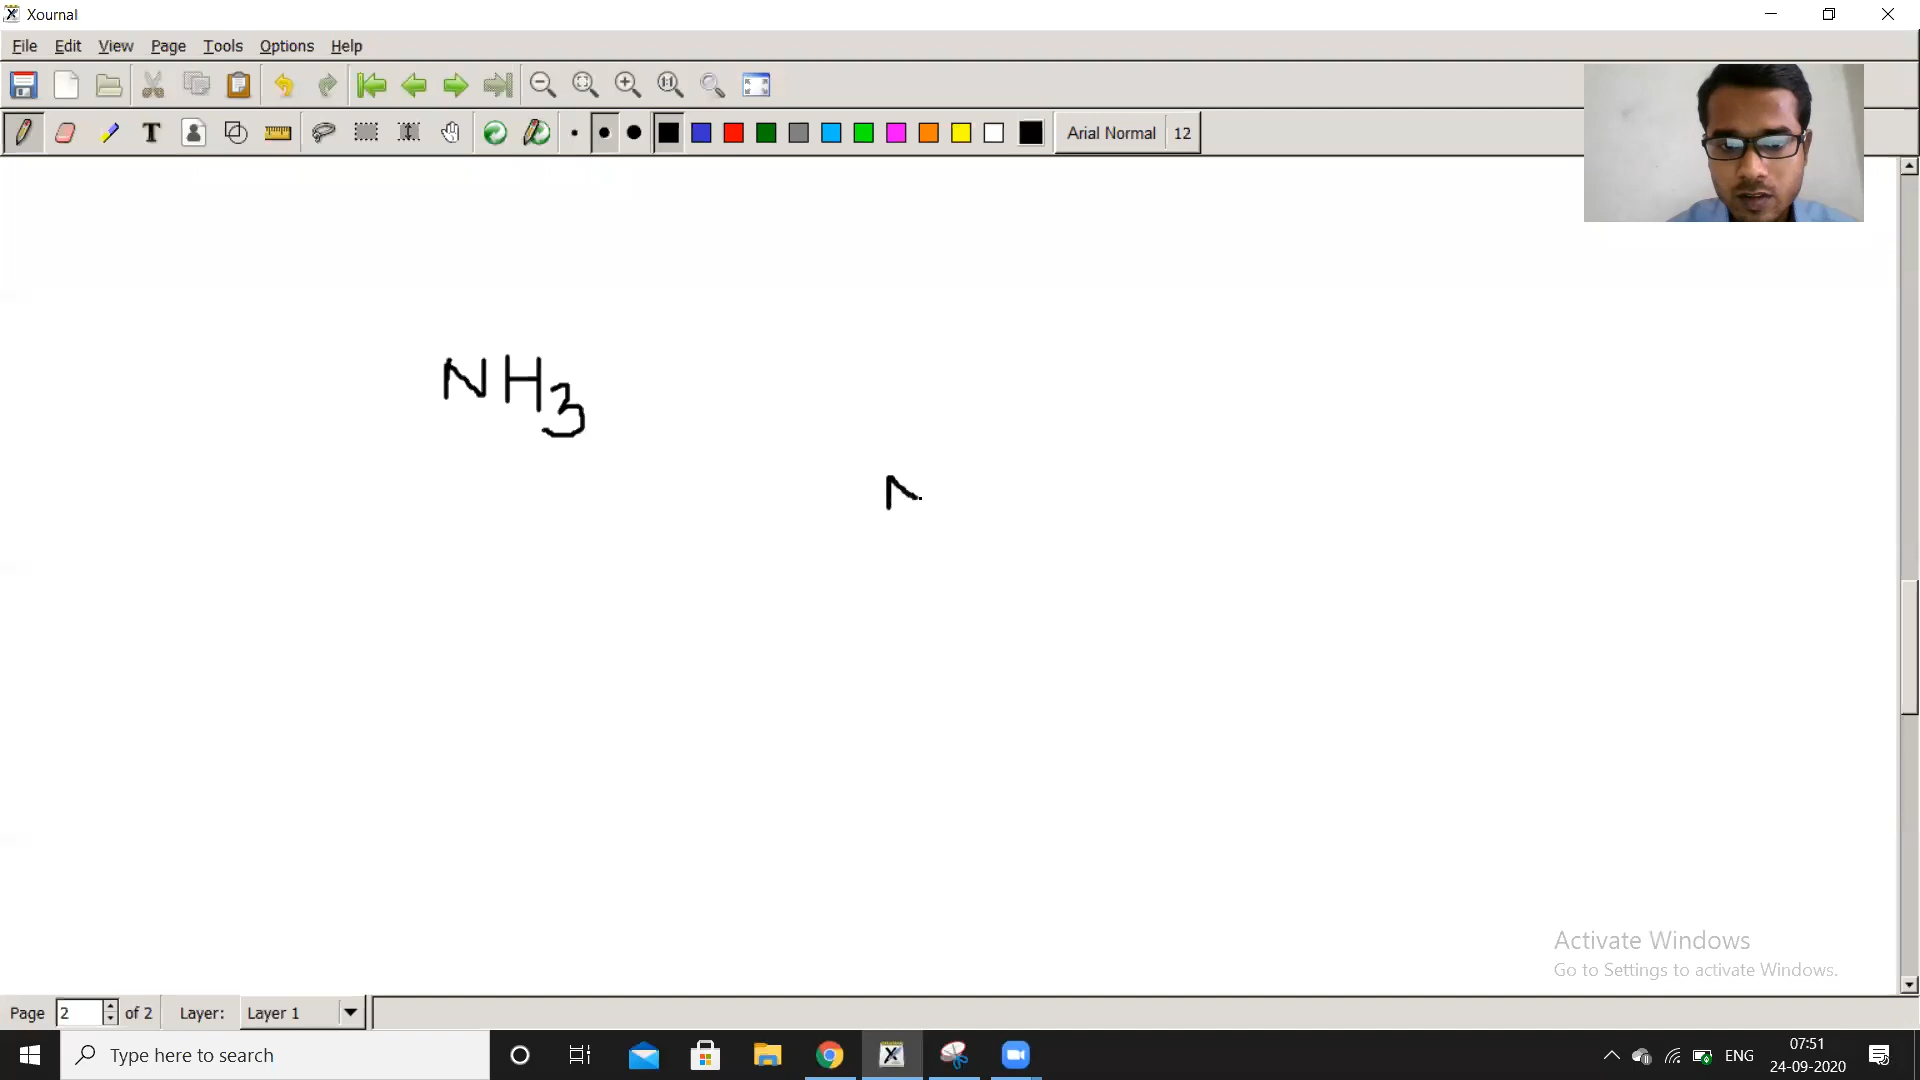 Xournal
File Edit View Page Tools Options Help
T Arial Normal 12
NH3
Activate Windows
Go to Settings to activate Windows.
Page 2 of 2 Layer: Layer 1
Type here to search
ENG
07:51
24-09-2020